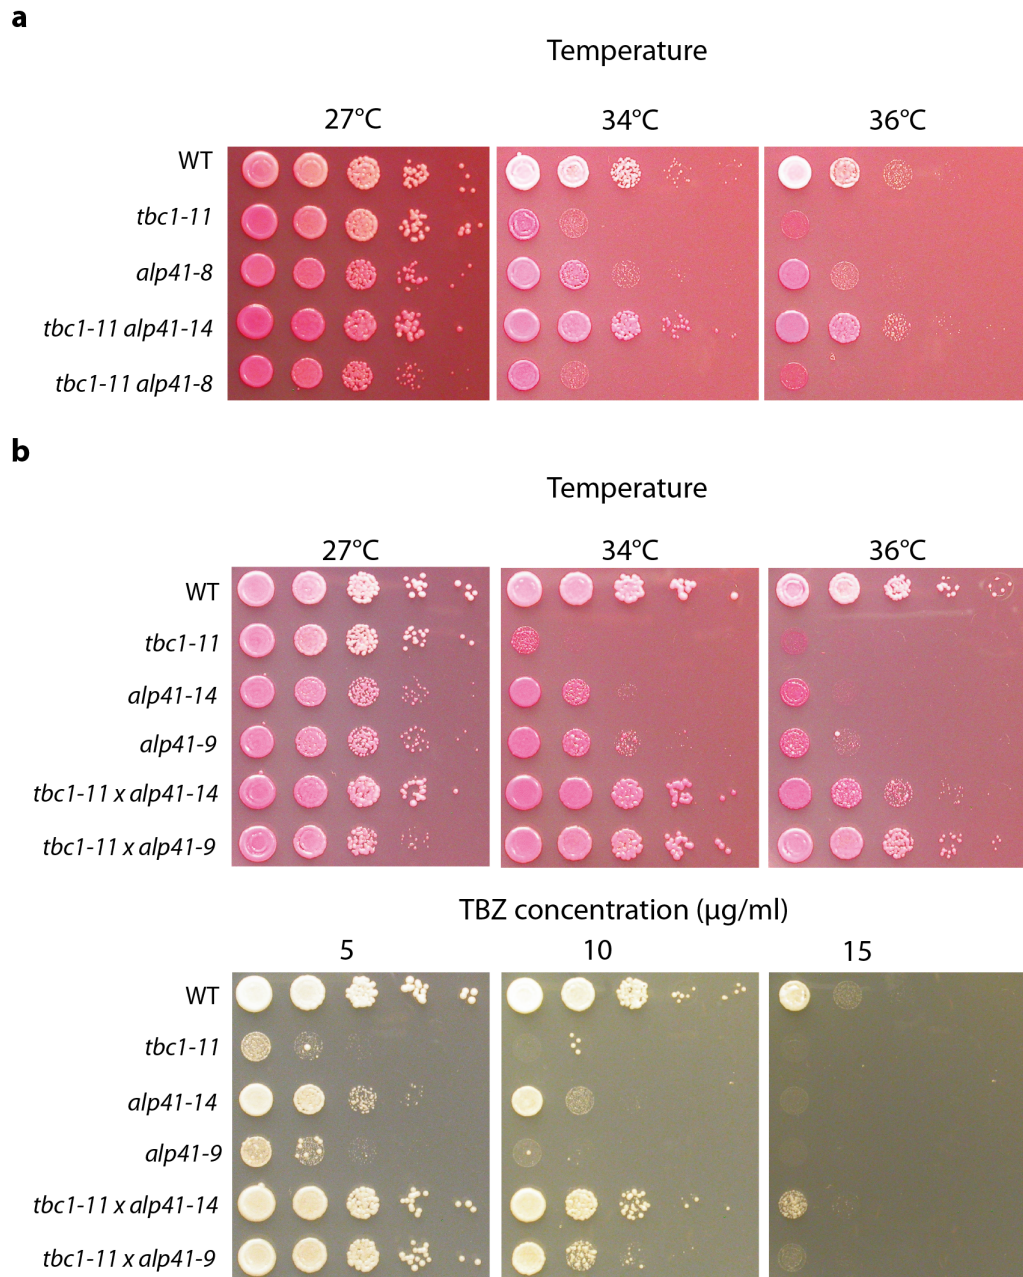 a
Temperature
27°C 34°C 36°C
WT
tbc1-11
alp41-8
tbc1-11 alp41-14
tbc1-11 alp41-8
b
Temperature
27°C 34°C 36°C
WT
tbc1-11
alp41-14
alp41-9
tbc1-11 x alp41-14
tbc1-11 x alp41-9
TBZ concentration (µg/ml)
5 10 15
WT
tbc1-11
alp41-14
alp41-9
tbc1-11 x alp41-14
tbc1-11 x alp41-9